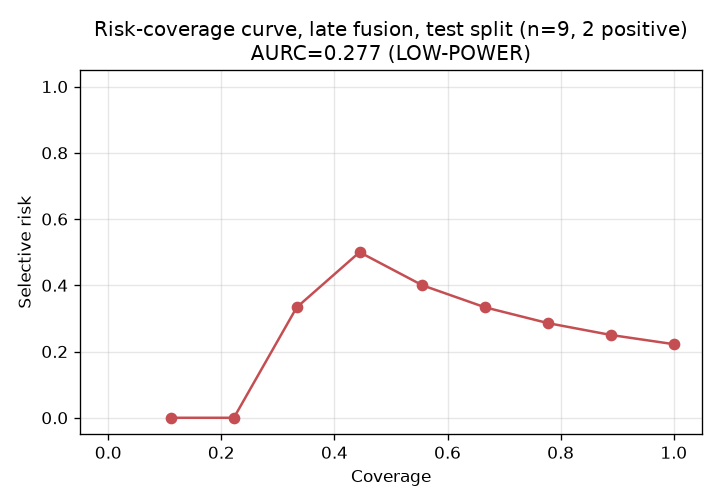 Risk-coverage curve, late fusion, test split (n=9, 2 positive)
AURC=0.277 (LOW-POWER)
1.0
0.8
0.6
0.4
0.2
0.0
Selective risk
0.0 0.2 0.4 0.6 0.8 1.0
Coverage